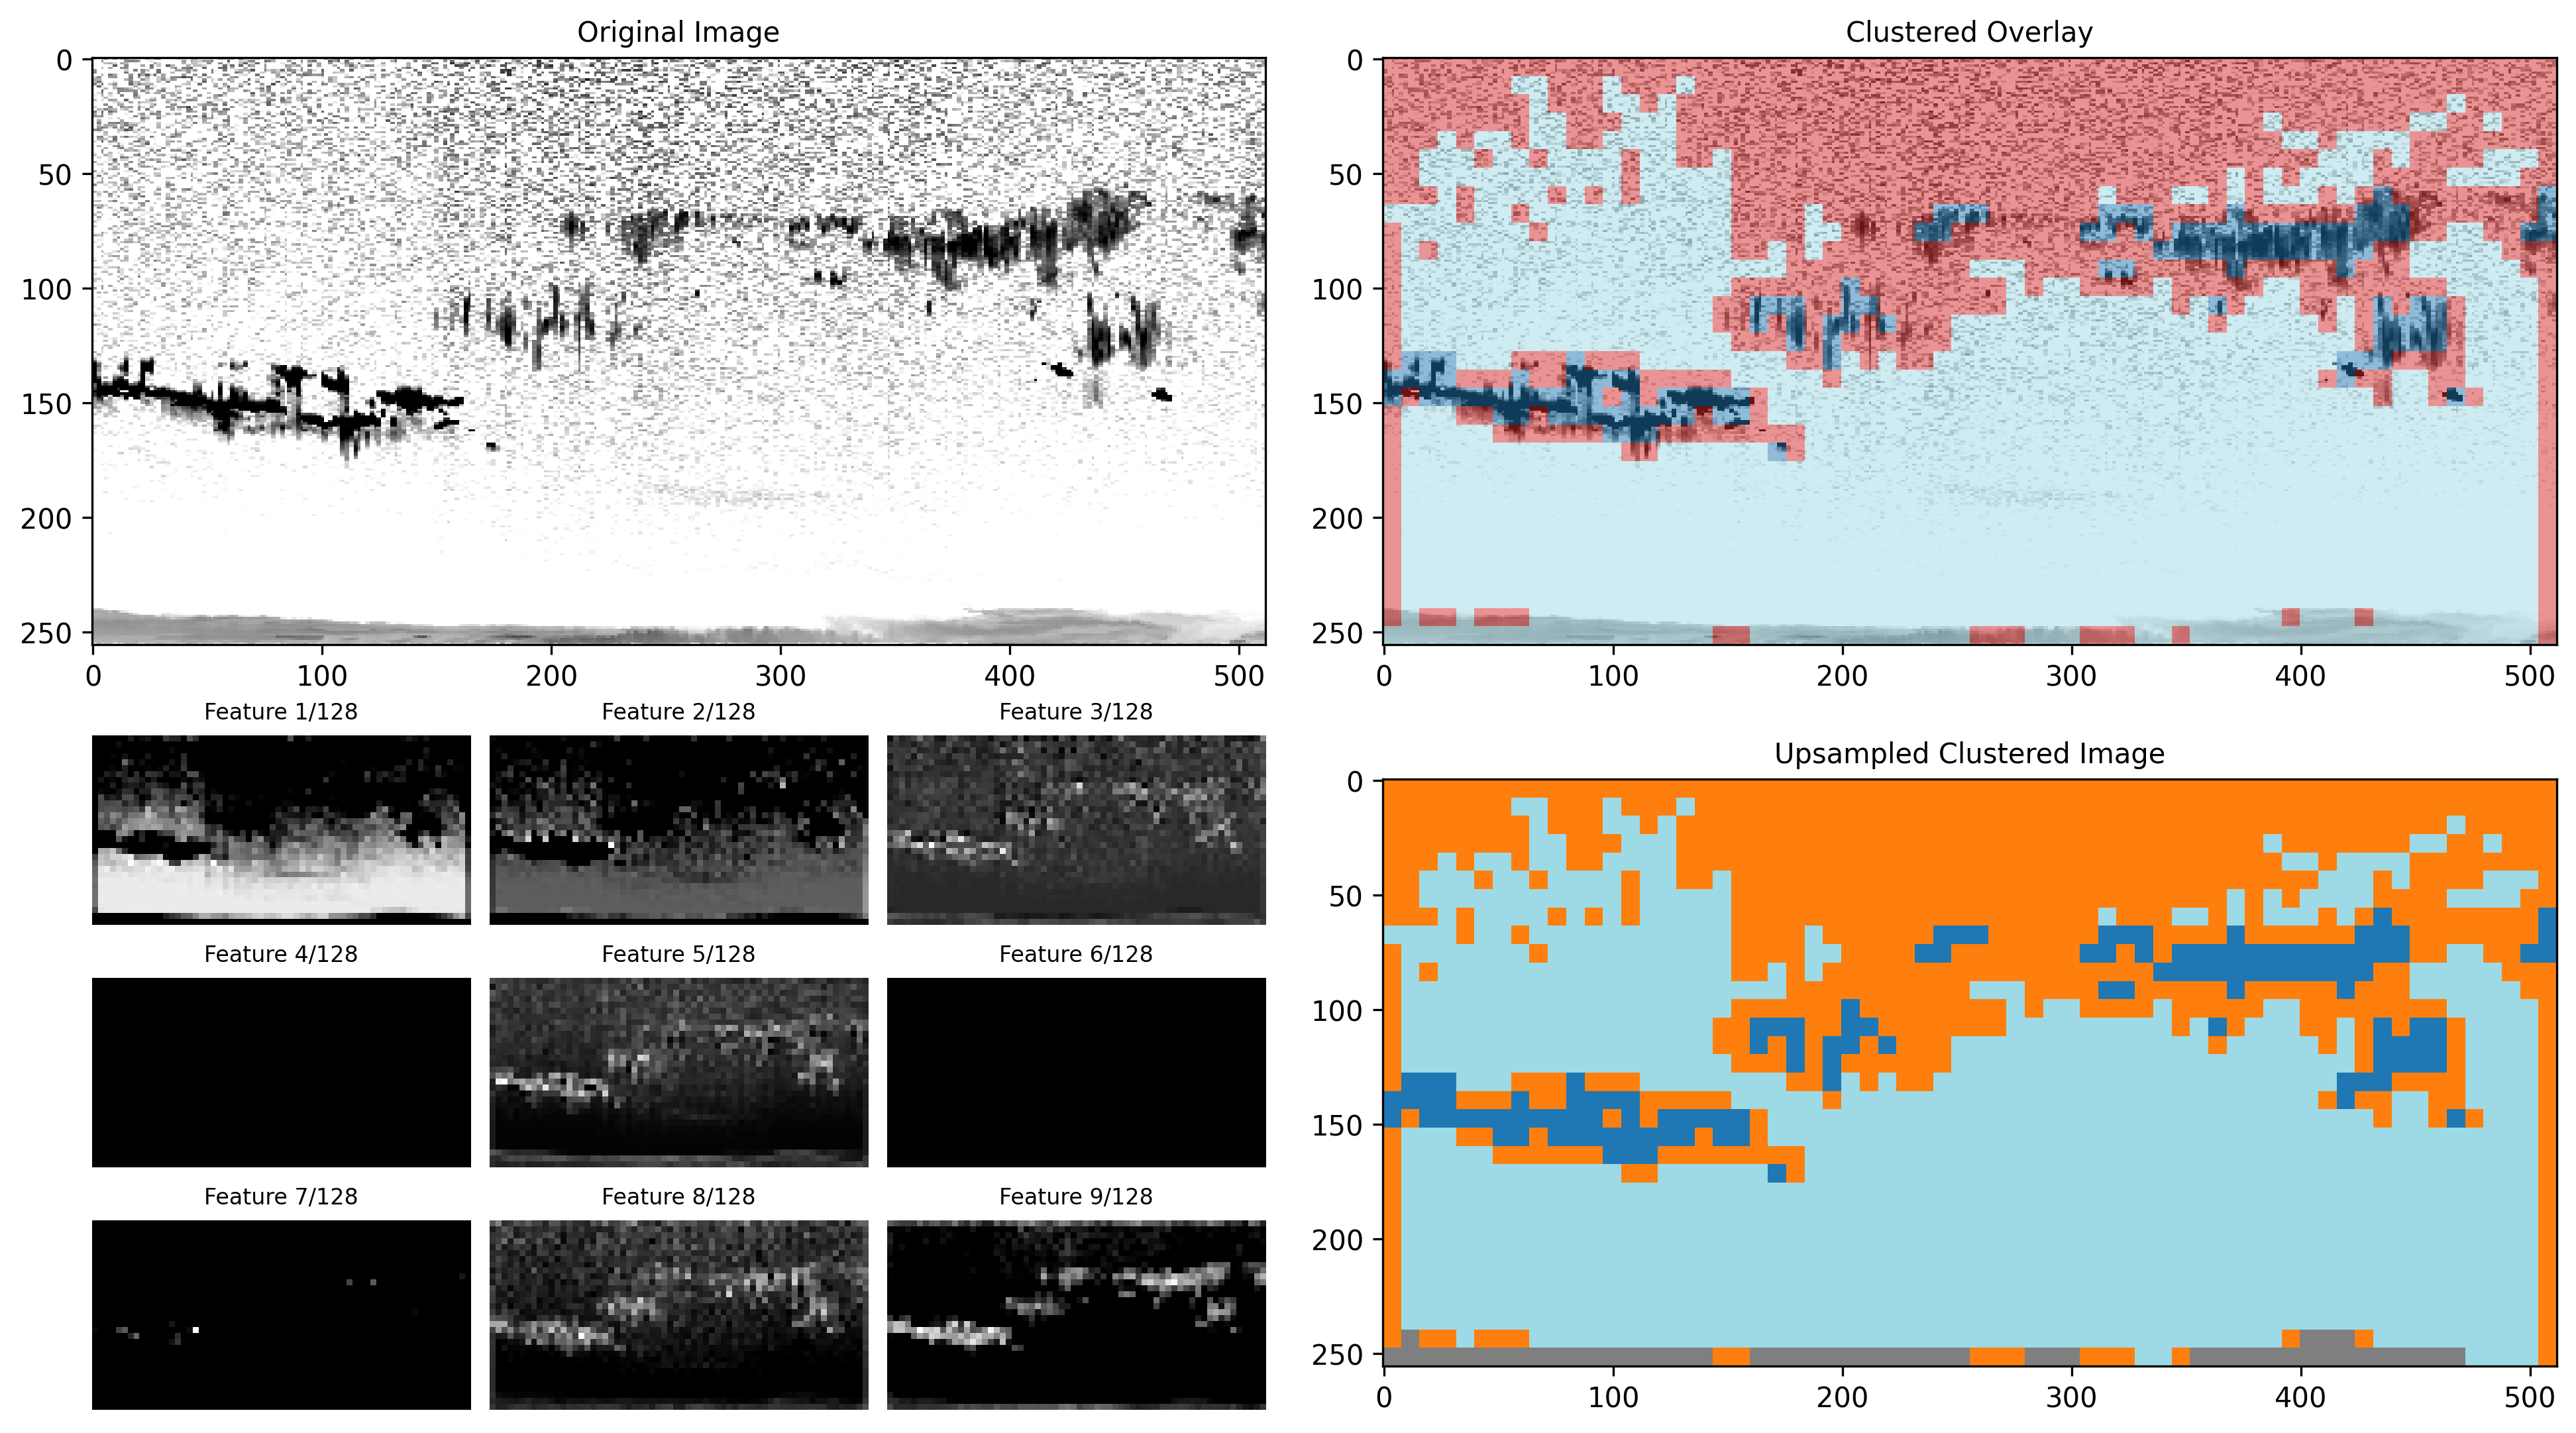 Original Image
0
50
100
150
200
250
0 100 200 300 400 500
Clustered Overlay
0
50
100
150
200
250
0 100 200 300 400 500
Feature 1/128 Feature 2/128 Feature 3/128
Feature 4/128 Feature 5/128 Feature 6/128
Feature 7/128 Feature 8/128 Feature 9/128
Upsampled Clustered Image
0
50
100
150
200
250
0 100 200 300 400 500